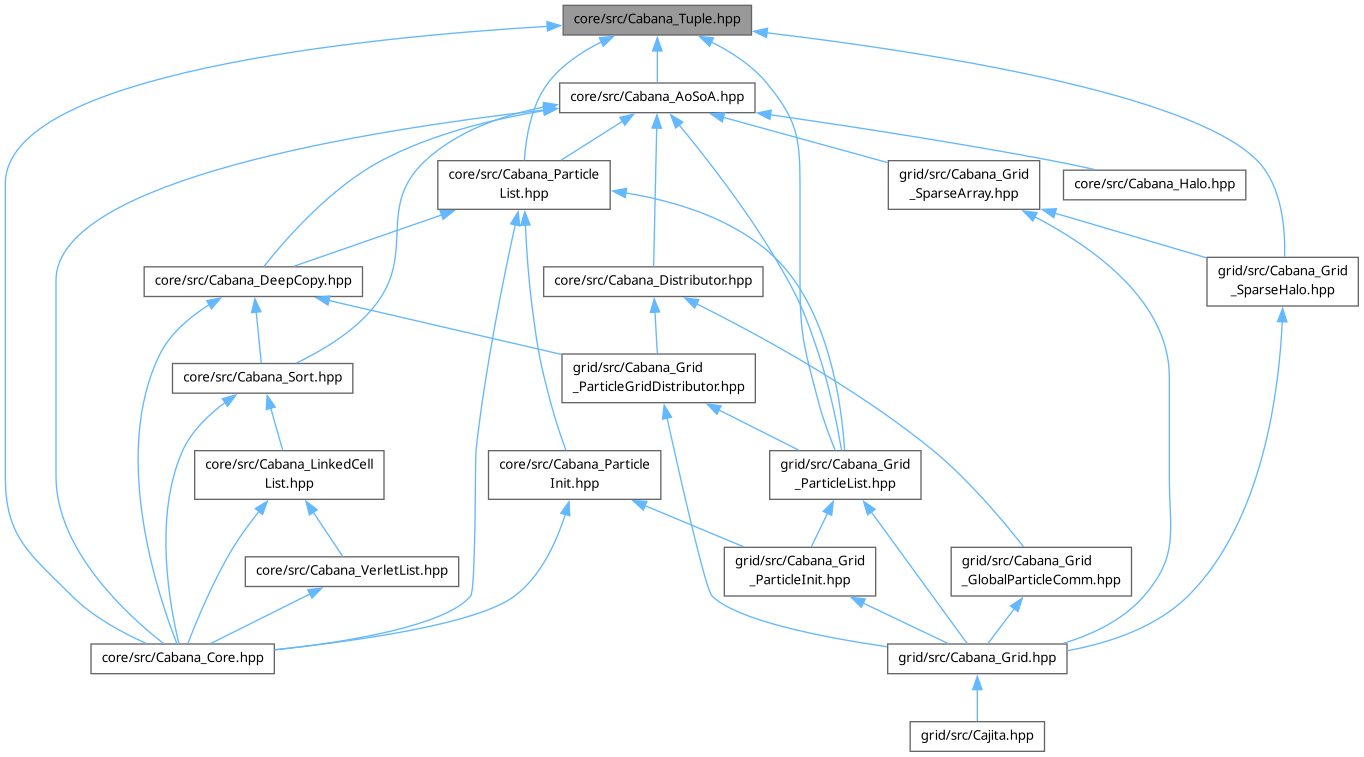 core/src/Cabana_Tuple.hpp
core/src/Cabana_AoSoA.hpp
core/src/Cabana_Particle
List.hpp
grid/src/Cabana_Grid
_SparseArray.hpp
core/src/Cabana_Halo.hpp
core/src/Cabana_DeepCopy.hpp
core/src/Cabana_Distributor.hpp
grid/src/Cabana_Grid
_SparseHalo.hpp
core/src/Cabana_Sort.hpp
grid/src/Cabana_Grid
_ParticleGridDistributor.hpp
core/src/Cabana_LinkedCell
List.hpp
core/src/Cabana_Particle
Init.hpp
grid/src/Cabana_Grid
_ParticleList.hpp
core/src/Cabana_VerletList.hpp
grid/src/Cabana_Grid
_ParticleInit.hpp
grid/src/Cabana_Grid
_GlobalParticleComm.hpp
core/src/Cabana_Core.hpp
grid/src/Cabana_Grid.hpp
grid/src/Cajita.hpp